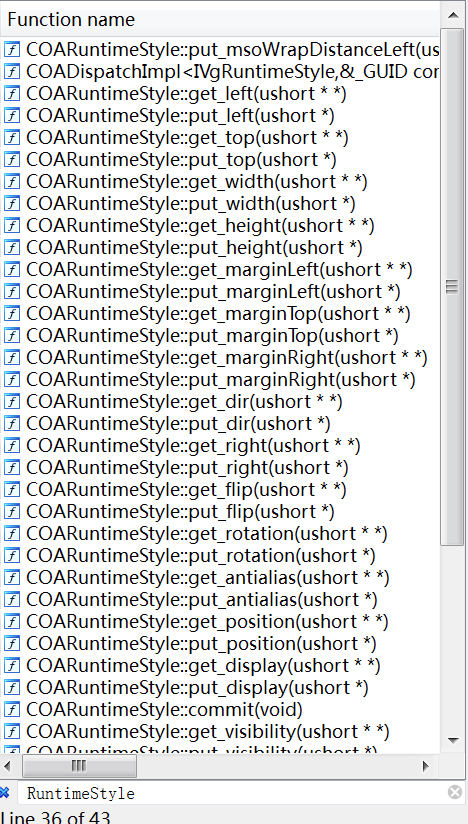 Function name
COARuntimeStyle::put_msoWrapDistanceLeft(us
COADispatchImpl<IVgRuntimeStyle,&_GUID cor
COARuntimeStyle::get_left(ushort * *)
COARuntimeStyle::put_left(ushort *)
COARuntimeStyle::get_top(ushort * *)
COARuntimeStyle::put_top(ushort *)
COARuntimeStyle::get_width(ushort * *)
COARuntimeStyle::put_width(ushort *)
COARuntimeStyle::get_height(ushort * *)
COARuntimeStyle::put_height(ushort *)
COARuntimeStyle::get_marginLeft(ushort * *)
COARuntimeStyle::put_marginLeft(ushort *)
COARuntimeStyle::get_marginTop(ushort * *)
COARuntimeStyle::put_marginTop(ushort *)
COARuntimeStyle::get_marginRight(ushort * *)
COARuntimeStyle::put_marginRight(ushort *)
COARuntimeStyle::get_dir(ushort * *)
COARuntimeStyle::put_dir(ushort *)
COARuntimeStyle::get_right(ushort * *)
COARuntimeStyle::put_right(ushort *)
COARuntimeStyle::get_flip(ushort * *)
COARuntimeStyle::put_flip(ushort *)
COARuntimeStyle::get_rotation(ushort * *)
COARuntimeStyle::put_rotation(ushort *)
COARuntimeStyle::get_antialias(ushort * *)
COARuntimeStyle::put_antialias(ushort *)
COARuntimeStyle::get_position(ushort * *)
COARuntimeStyle::put_position(ushort *)
COARuntimeStyle::get_display(ushort * *)
COARuntimeStyle::put_display(ushort *)
COARuntimeStyle::commit(void)
COARuntimeStyle::get_visibility(ushort * *)
COARuntimeStyle::put_visibility(ushort *)
RuntimeStyle
Line 36 of 43